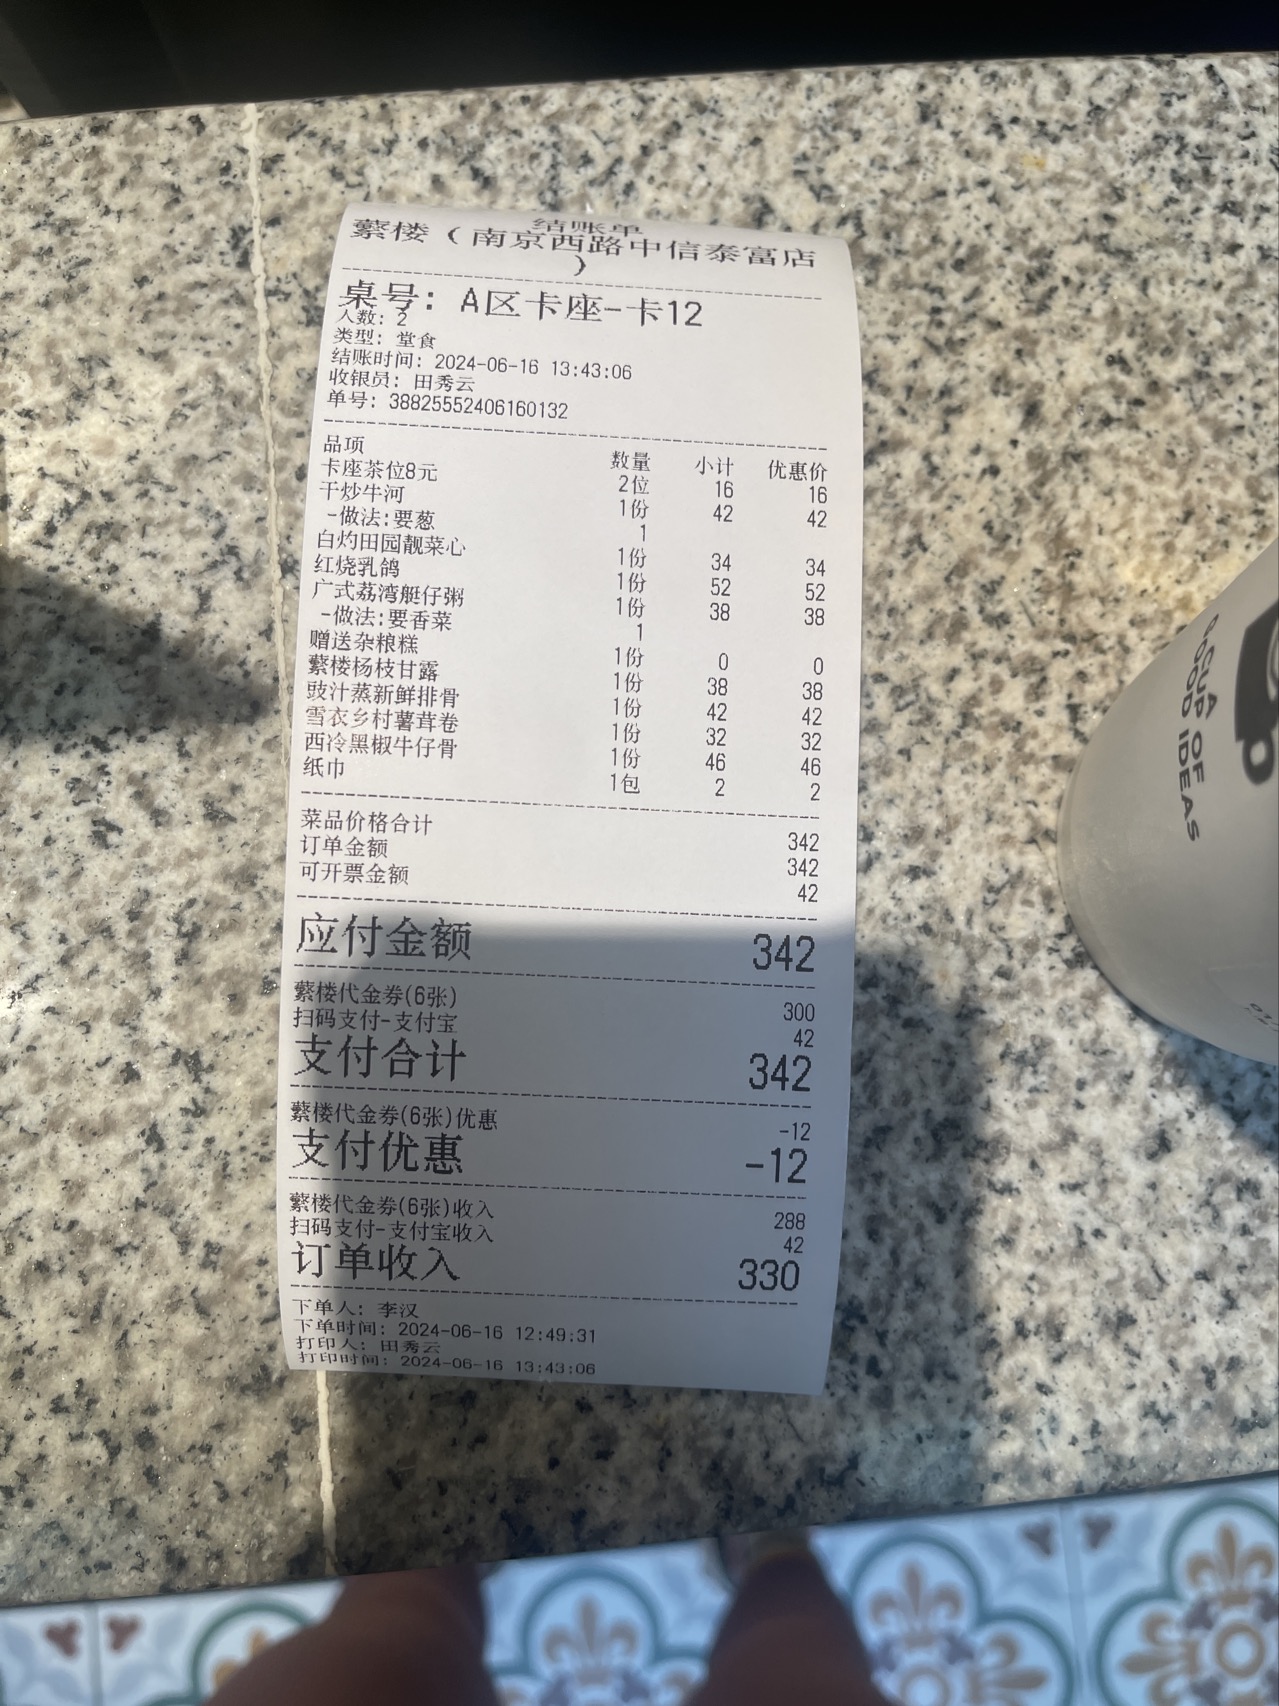 结账单
蘩楼（南京西路中信泰富店
）
桌号: A区卡座-卡12
人数: 2
类型: 堂食
结账时间: 2024-06-16 13:43:06
收银员: 田秀云
单号: 38825552406160132
品项 数量 小计 优惠价
卡座茶位8元 2位 16 16
干炒牛河 1份 42 42
-做法:要葱 1
白灼田园靓菜心 1份 34 34
红烧乳鸽 1份 52 52
广式荔湾艇仔粥 1份 38 38
-做法:要香菜 1
赠送杂粮糕 1份 0 0
蘩楼杨枝甘露 1份 38 38
豉汁蒸新鲜排骨 1份 42 42
雪衣乡村薯茸卷 1份 32 32
西冷黑椒牛仔骨 1份 46 46
纸巾 1包 2 2
菜品价格合计 342
订单金额 342
可开票金额 42
应付金额 342
蘩楼代金券(6张) 300
扫码支付-支付宝 42
支付合计 342
蘩楼代金券(6张)优惠 -12
支付优惠 -12
蘩楼代金券(6张)收入 288
扫码支付-支付宝收入 42
订单收入 330
下单人: 李汉
下单时间: 2024-06-16 12:49:31
打印人: 田秀云
打印时间: 2024-06-16 13:43:06
A CUP OF
GOOD IDEAS